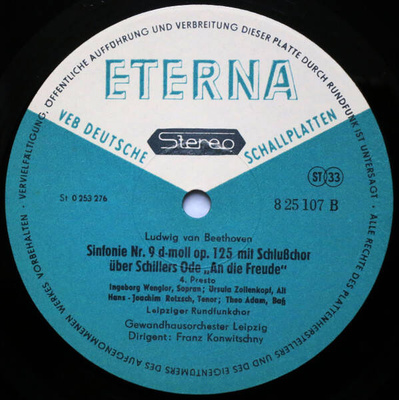 VERVIELFÄLTIGUNG, ÖFFENTLICHE AUFFÜHRUNG UND VERBREITUNG DIESER PLATTE DURCH RUNDFUNK IST UNTERSAGT · ALLE RECHTE DES PLATTENHERSTELLERS UND DES EIGENTÜMERS DES AUFGENOMMENEN WERKES VORBEHALTEN ·
ETERNA
VEB DEUTSCHE SCHALLPLATTEN
Stereo
St 0 253 276
ST 33
8 25 107 B
Ludwig van Beethoven
Sinfonie Nr. 9 d-moll op. 125 mit Schlußchor
über Schillers Ode „An die Freude"
4. Presto
Ingeborg Wenglor, Sopran; Ursula Zollenkopf, Alt
Hans-Joachim Rotzsch, Tenor; Theo Adam, Baß
Leipziger Rundfunkchor
Gewandhausorchester Leipzig
Dirigent: Franz Konwitschny